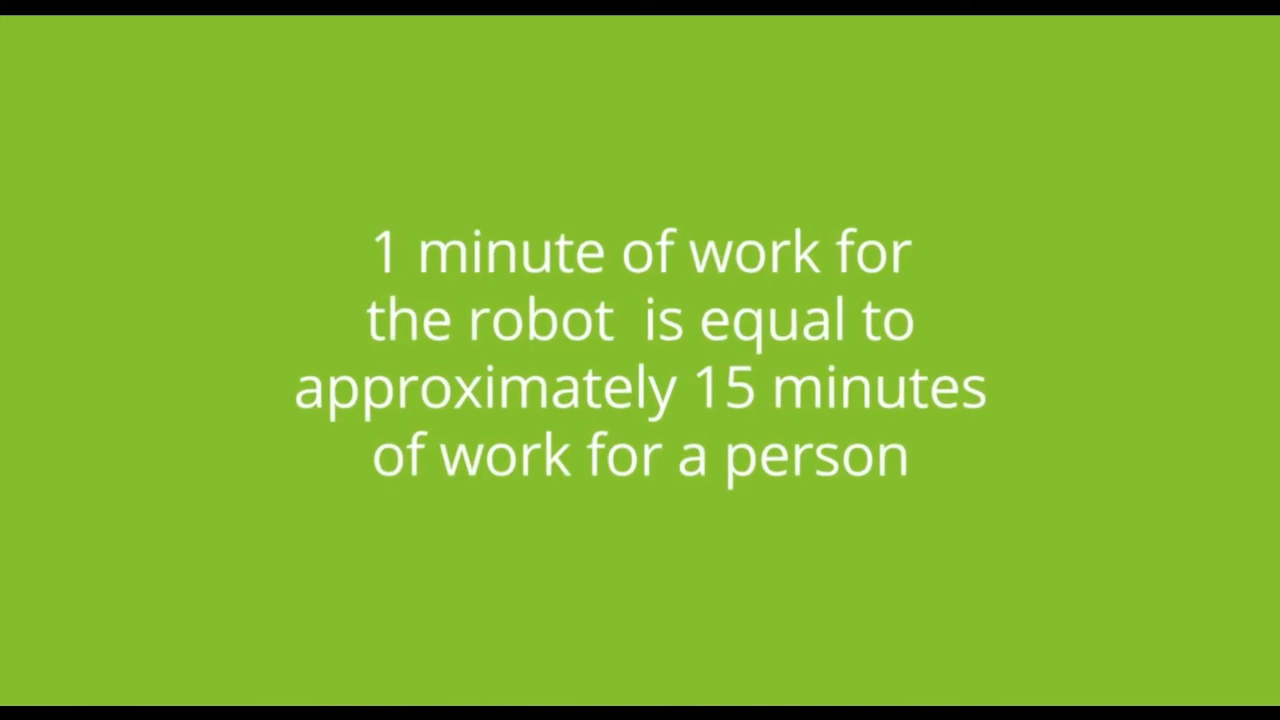 1 minute of work for
the robot  is equal to
approximately 15 minutes
of work for a person